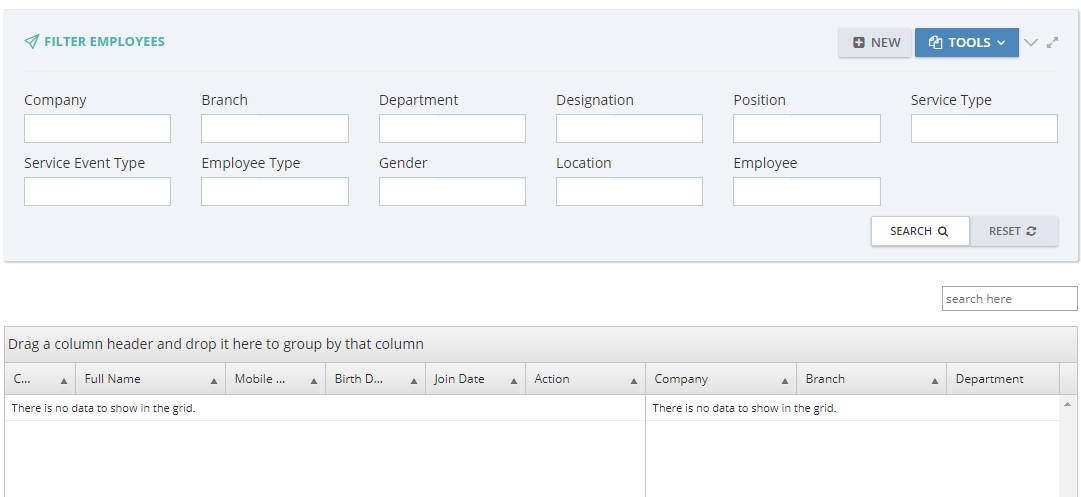 FILTER EMPLOYEES NEW TOOLS
Company Branch Department Designation Position Service Type
Service Event Type Employee Type Gender Location Employee
SEARCH RESET
search here
Drag a column header and drop it here to group by that column
C... Full Name Mobile ... Birth D... Join Date Action Company Branch Department
There is no data to show in the grid. There is no data to show in the grid.